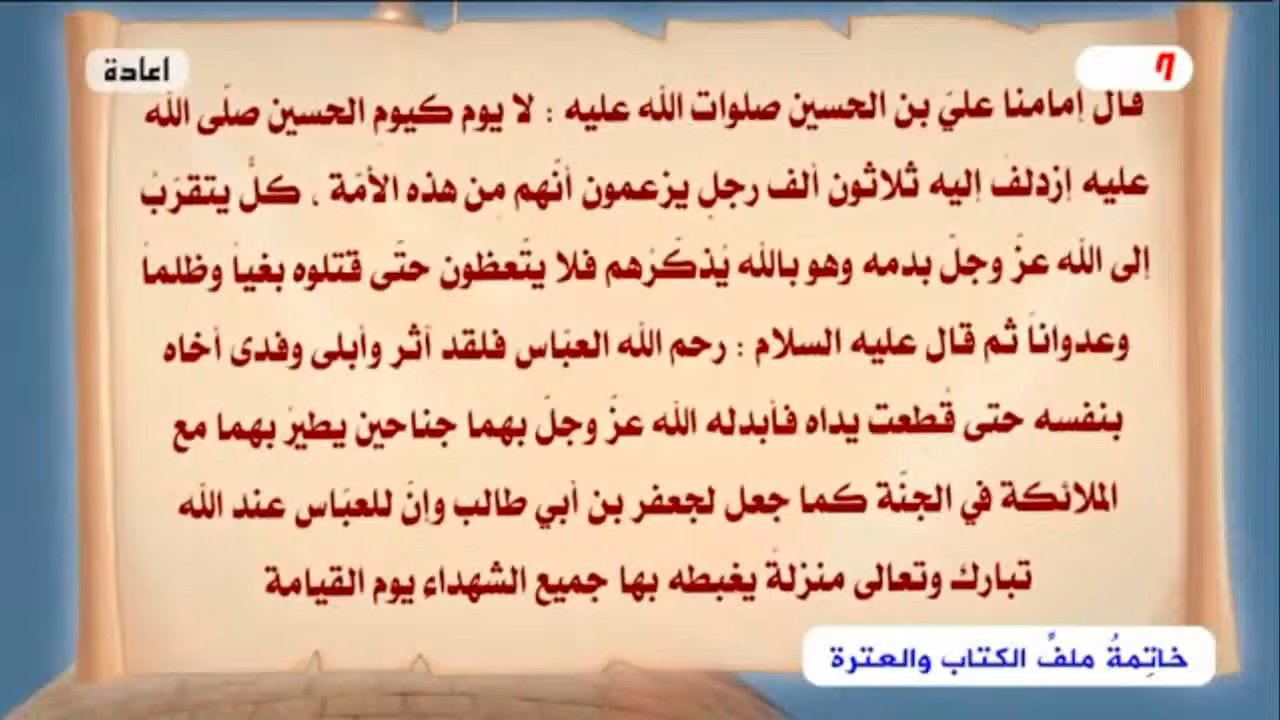 اعادة
قال إمامنا عليّ بن الحسين صلوات الله عليه : لا يوم كيوم الحسين صلّى الله
عليه إزدلفَ إليه ثلاثون ألف رجلٍ يزعمون أنّهم مِن هذه الأمّة ، كلٌّ يتقرّبُ
إلى الله عزّ وجلّ بدمه وهو بالله يُذكّرُهم فلا يتّعظون حتّى قتلوه بغياً وظلماً
وعدواناً ثم قال عليه السلام : رحم الله العبّاس فلقد أثر وأبلى وفدى أخاه
بنفسه حتى قُطعت يداه فأبدله الله عزّ وجلّ بهما جناحين يطيرُ بهما مع
الملائكة في الجنّة كما جعل لجعفر بن أبي طالب وإنّ للعبّاس عند الله
تبارك وتعالى منزلةً يغبطه بها جميع الشهداء يوم القيامة
خاتِمةُ ملفِّ الكتاب والعترة